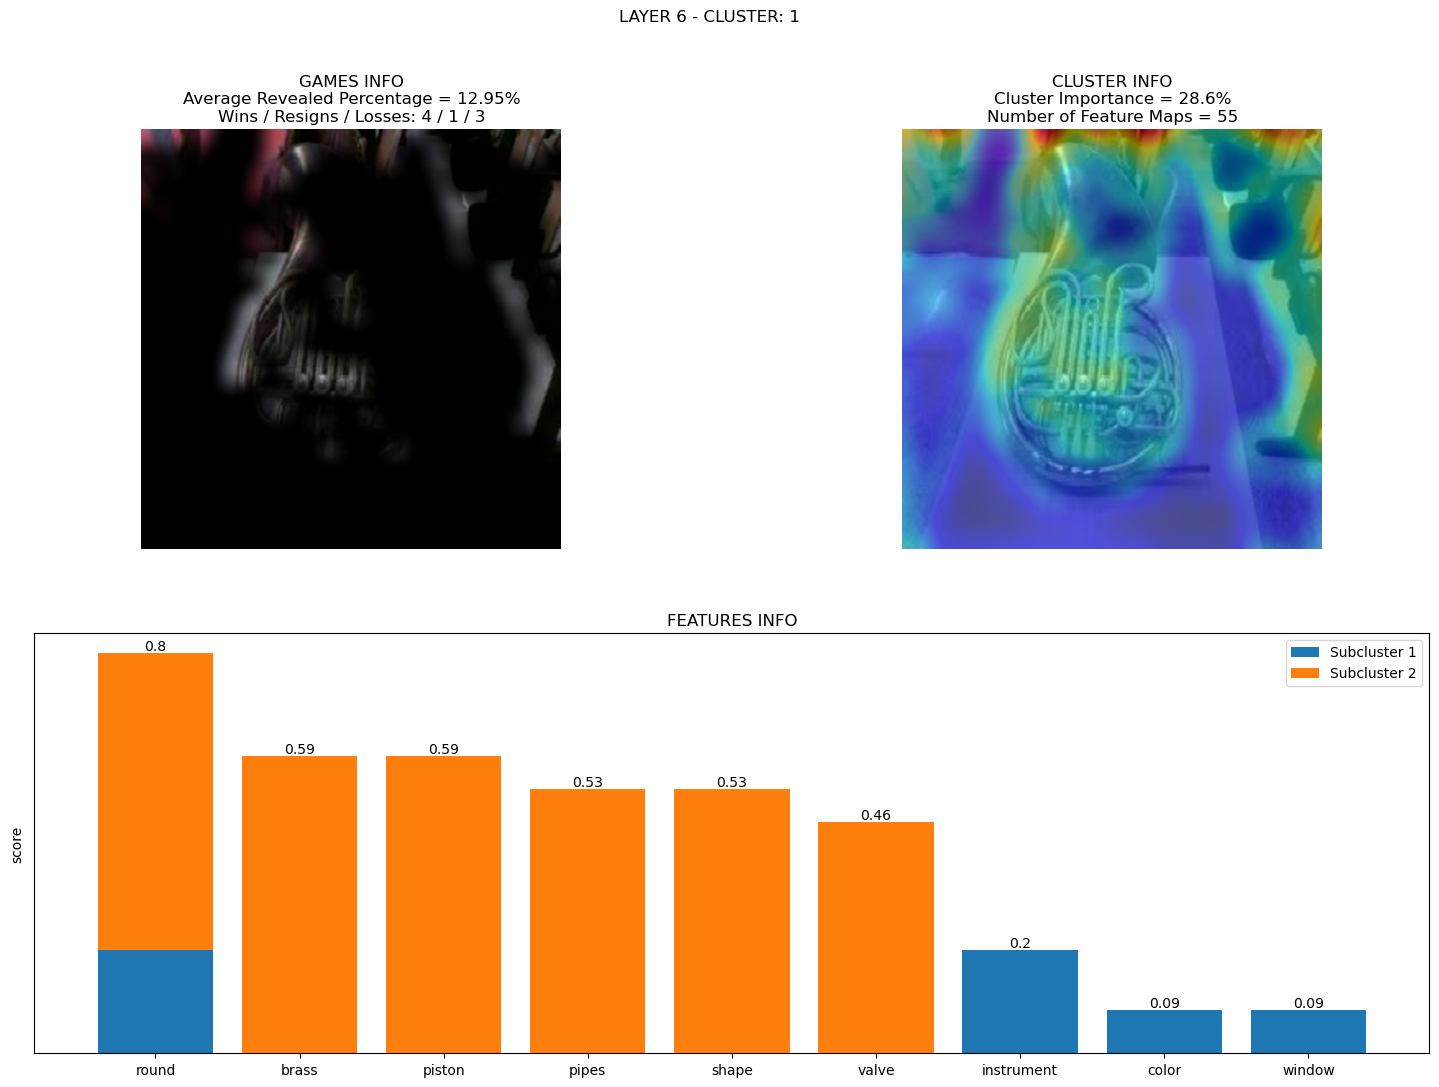 LAYER 6 - CLUSTER: 1
GAMES INFO
Average Revealed Percentage = 12.95%
Wins / Resigns / Losses: 4 / 1 / 3
CLUSTER INFO
Cluster Importance = 28.6%
Number of Feature Maps = 55
FEATURES INFO
Subcluster 1
Subcluster 2
score
0.8
0.59
0.59
0.53
0.53
0.46
0.2
0.09
0.09
round
brass
piston
pipes
shape
valve
instrument
color
window